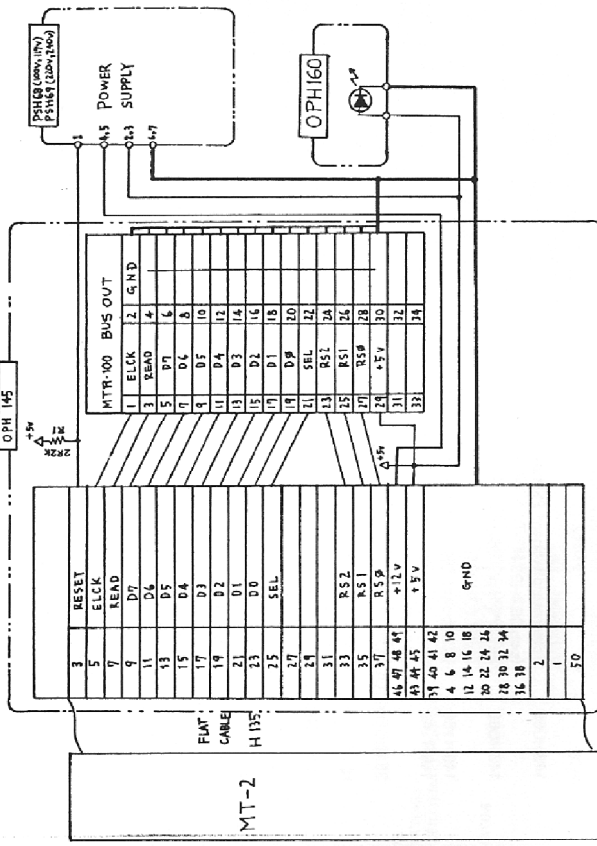 PSH68 (100V, 117V)
PSH69 (220V, 240V)
POWER
SUPPLY
1
4,5
2,3
6,7
OPH160
OPH 145
+5V
R1
2R2K
MTR-100 BUS OUT
1 ELCK 2 GND
3 READ 4
5 D7 6
7 D6 8
9 D5 10
11 D4 12
13 D3 14
15 D2 16
17 D1 18
19 D0 20
21 SEL 22
23 RS2 24
25 RS1 26
27 RS0 28
29 +5V 30
31 32
33 34
+5V
3 RESET
5 ELCK
7 READ
9 D7
11 D6
13 D5
15 D4
17 D3
19 D2
21 D1
23 D0
25 SEL
27
29
31
33 RS2
35 RS1
37 RS0
46 47 48 49 +12V
43 44 45 +5V
39 40 41 42
4 6 8 10
12 14 16 18
20 22 24 26
28 30 32 34
36 38
GND
2
1
50
FLAT
CABLE
H 135
MT-2